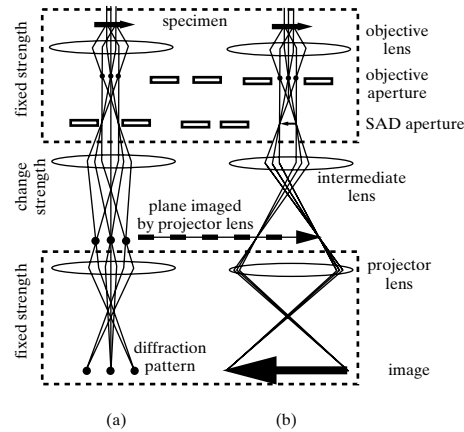 specimen
objective
lens
objective
aperture
SAD aperture
fixed strength
change
strength
intermediate
lens
plane imaged
by projector lens
fixed strength
projector
lens
diffraction
pattern
image
(a)
(b)